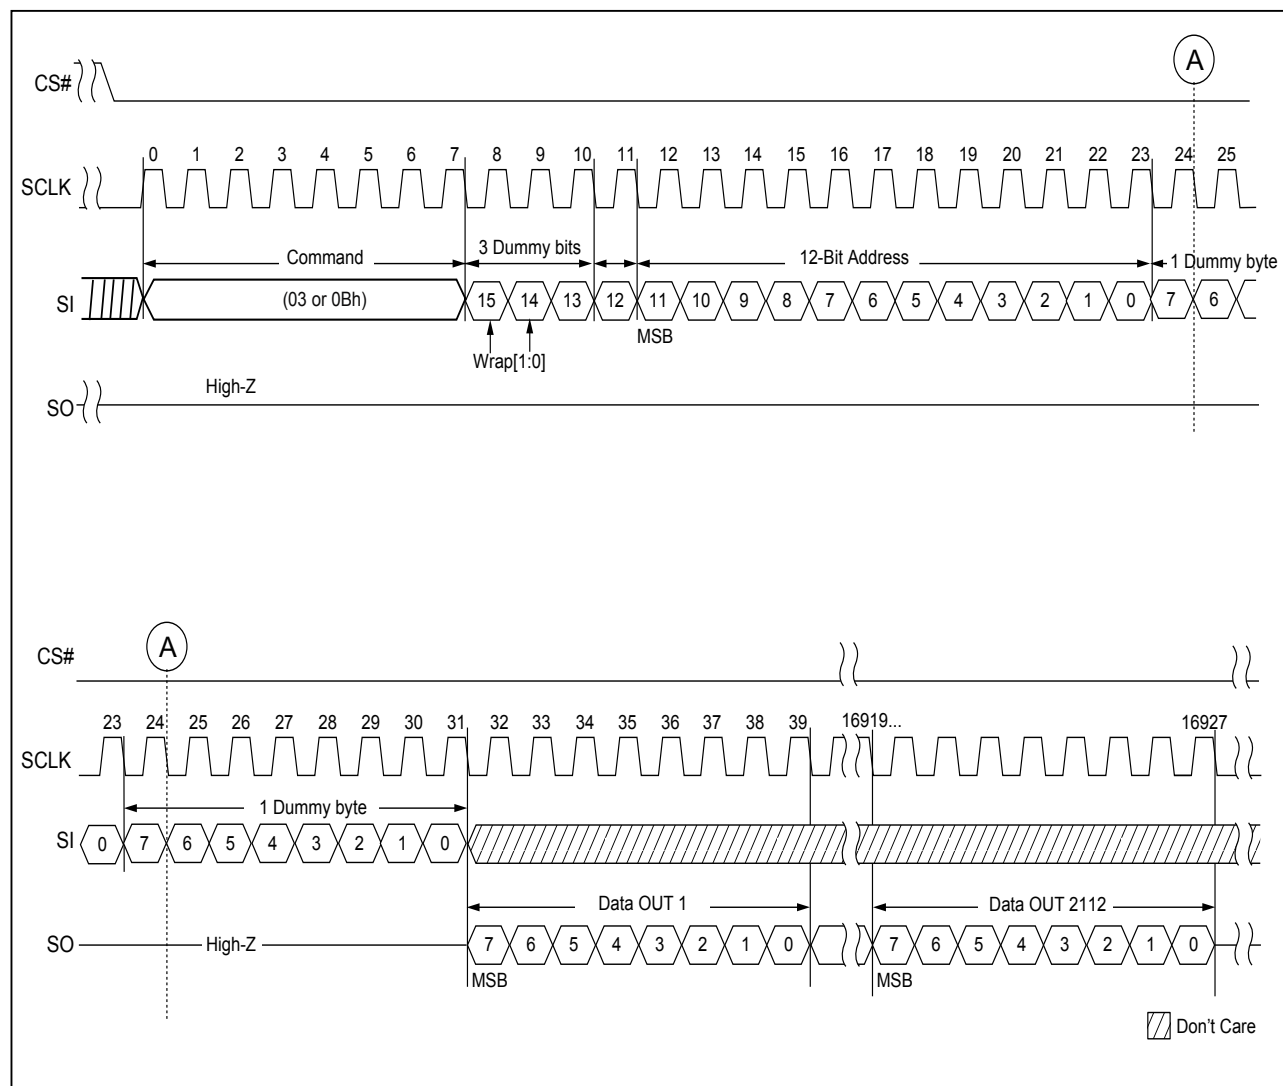 A
CS#
0 1 2 3 4 5 6 7 8 9 10 11 12 13 14 15 16 17 18 19 20 21 22 23 24 25
SCLK
Command 3 Dummy bits 12-Bit Address 1 Dummy byte
SI (03 or 0Bh) 15 14 13 12 11 10 9 8 7 6 5 4 3 2 1 0 7 6
MSB
Wrap[1:0]
High-Z
SO
A
CS#
23 24 25 26 27 28 29 30 31 32 33 34 35 36 37 38 39 16919... 16927
SCLK
1 Dummy byte
SI 0 7 6 5 4 3 2 1 0
Data OUT 1 Data OUT 2112
SO High-Z 7 6 5 4 3 2 1 0 7 6 5 4 3 2 1 0
MSB MSB
Don't Care